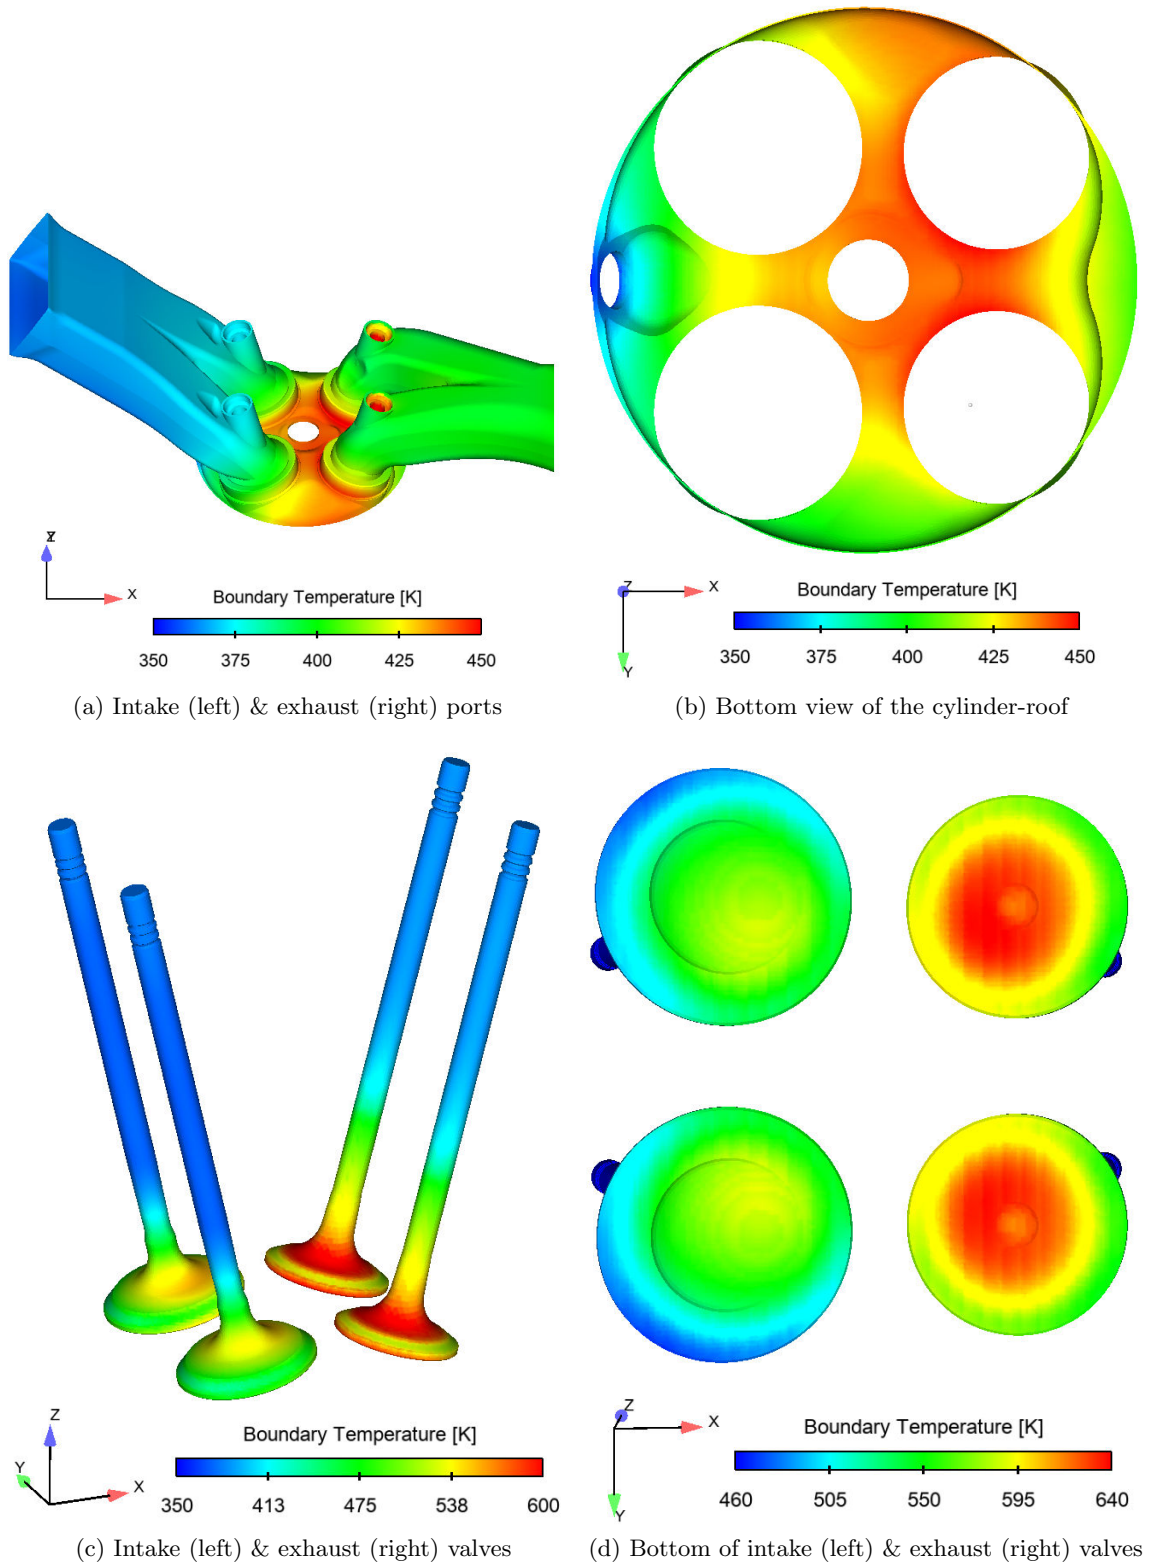 Z
Y
X
Boundary Temperature [K]
350 375 400 425 450
(a) Intake (left) & exhaust (right) ports
Z
X
Y
Boundary Temperature [K]
350 375 400 425 450
(b) Bottom view of the cylinder-roof
Z
Y
X
Boundary Temperature [K]
350 413 475 538 600
(c) Intake (left) & exhaust (right) valves
Z
X
Y
Boundary Temperature [K]
460 505 550 595 640
(d) Bottom of intake (left) & exhaust (right) valves